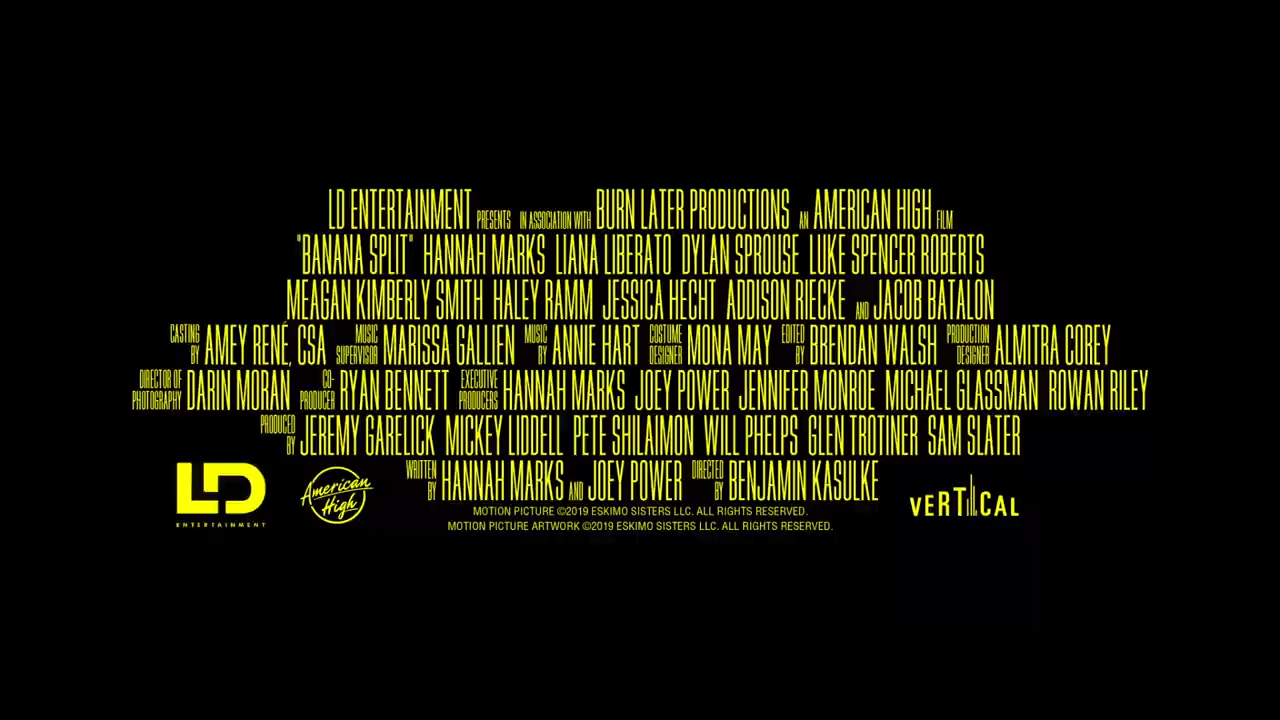 LD ENTERTAINMENT PRESENTS IN ASSOCIATION WITH BURN LATER PRODUCTIONS AN AMERICAN HIGH FILM
"BANANA SPLIT" HANNAH MARKS LIANA LIBERATO DYLAN SPROUSE LUKE SPENCER ROBERTS
MEAGAN KIMBERLY SMITH HALEY RAMM JESSICA HECHT ADDISON RIECKE AND JACOB BATALON
CASTING BY AMEY RENÉ, CSA MUSIC SUPERVISOR MARISSA GALLIEN MUSIC BY ANNIE HART COSTUME DESIGNER MONA MAY EDITED BY BRENDAN WALSH PRODUCTION DESIGNER ALMITRA COREY
DIRECTOR OF PHOTOGRAPHY DARIN MORAN CO-PRODUCER RYAN BENNETT EXECUTIVE PRODUCERS HANNAH MARKS JOEY POWER JENNIFER MONROE MICHAEL GLASSMAN ROWAN RILEY
PRODUCED BY JEREMY GARELICK MICKEY LIDDELL PETE SHILAIMON WILL PHELPS GLEN TROTINER SAM SLATER
WRITTEN BY HANNAH MARKS AND JOEY POWER DIRECTED BY BENJAMIN KASULKE
LD
ENTERTAINMENT
American
High
VERTICAL
MOTION PICTURE ©2019 ESKIMO SISTERS LLC. ALL RIGHTS RESERVED.
MOTION PICTURE ARTWORK ©2019 ESKIMO SISTERS LLC. ALL RIGHTS RESERVED.